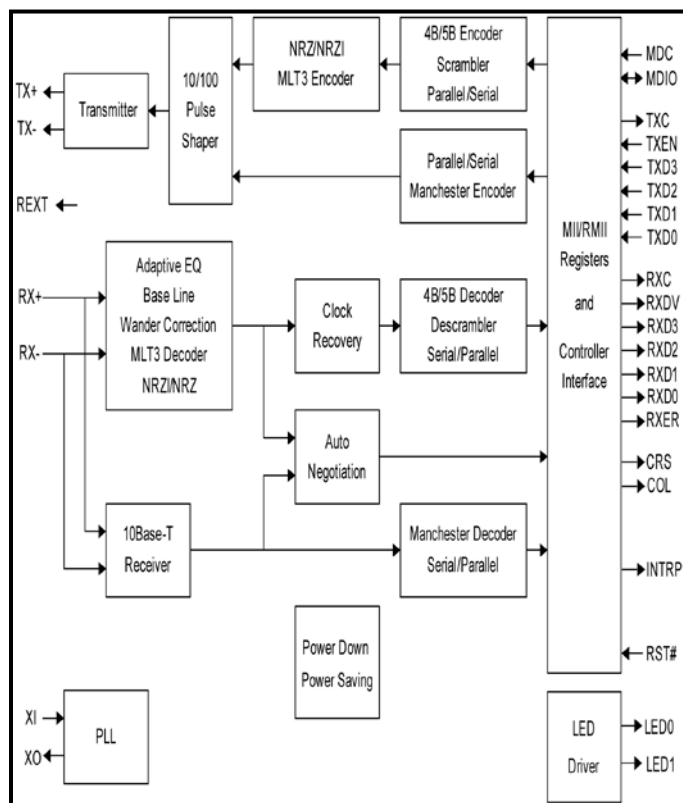 NRZ/NRZI
MLT3 Encoder
4B/5B Encoder
Scrambler
Parallel/Serial
10/100
Pulse
Shaper
Transmitter
TX+
TX-
REXT
Parallel/Serial
Manchester Encoder
MII/RMII
Registers
and
Controller
Interface
MDC
MDIO
TXC
TXEN
TXD3
TXD2
TXD1
TXD0
RXC
RXDV
RXD3
RXD2
RXD1
RXD0
RXER
CRS
COL
INTRP
RST#
RX+
RX-
Adaptive EQ
Base Line
Wander Correction
MLT3 Decoder
NRZI/NRZ
Clock
Recovery
4B/5B Decoder
Descrambler
Serial/Parallel
Auto
Negotiation
10Base-T
Receiver
Manchester Decoder
Serial/Parallel
Power Down
Power Saving
XI
XO
PLL
LED
Driver
LED0
LED1